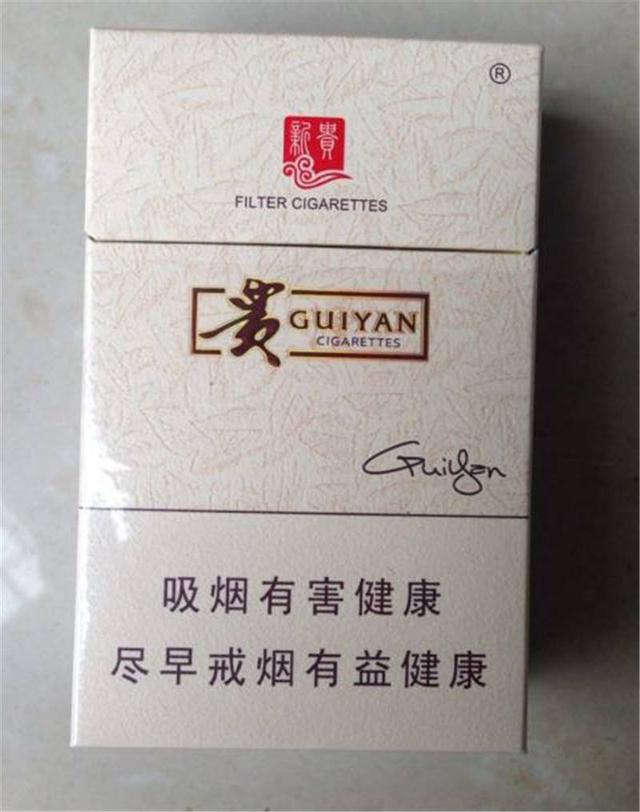 ®
新貴
FILTER CIGARETTES
貴 GUIYAN
CIGARETTES
GuiYan
吸烟有害健康
尽早戒烟有益健康